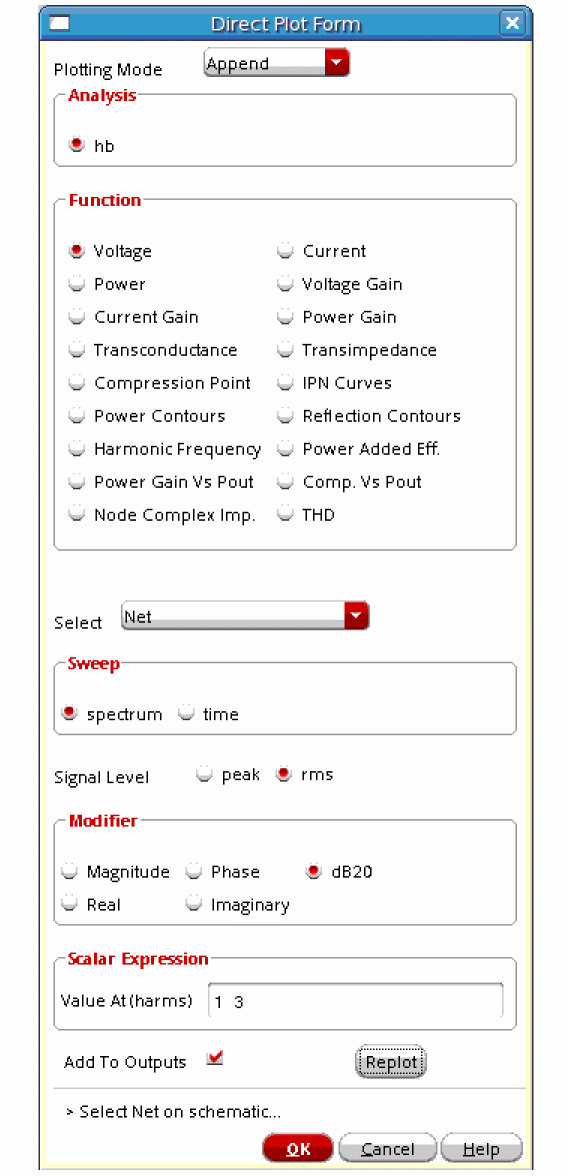 Direct Plot Form
Plotting Mode Append
Analysis
hb
Function
Voltage Current
Power Voltage Gain
Current Gain Power Gain
Transconductance Transimpedance
Compression Point IPN Curves
Power Contours Reflection Contours
Harmonic Frequency Power Added Eff.
Power Gain Vs Pout Comp. Vs Pout
Node Complex Imp. THD
Select Net
Sweep
spectrum time
Signal Level peak rms
Modifier
Magnitude Phase dB20
Real Imaginary
Scalar Expression
Value At(harms) 1 3
Add To Outputs Replot
> Select Net on schematic...
OK Cancel Help